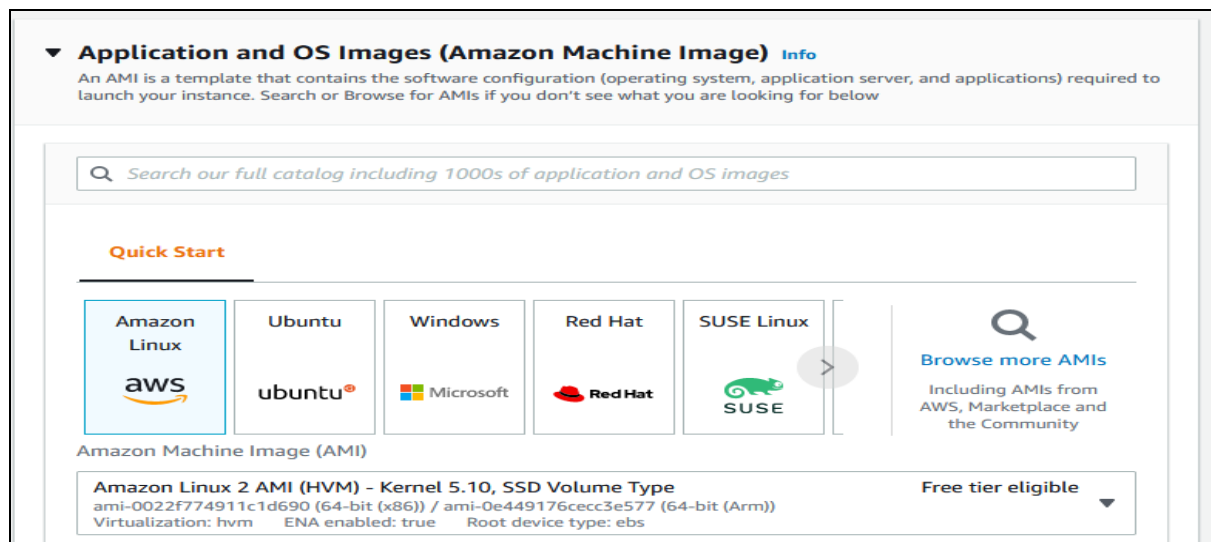 Application and OS Images (Amazon Machine Image) Info
An AMI is a template that contains the software configuration (operating system, application server, and applications) required to
launch your instance. Search or Browse for AMIs if you don't see what you are looking for below
Search our full catalog including 1000s of application and OS images
Quick Start
Amazon
Linux
aws
Ubuntu
ubuntu
Windows
Microsoft
Red Hat
Red Hat
SUSE Linux
SUSE
Browse more AMIs
Including AMIs from
AWS, Marketplace and
the Community
Amazon Machine Image (AMI)
Amazon Linux 2 AMI (HVM) - Kernel 5.10, SSD Volume Type Free tier eligible
ami-0022f774911c1d690 (64-bit (x86)) / ami-0e449176cecc3e577 (64-bit (Arm))
Virtualization: hvm ENA enabled: true Root device type: ebs